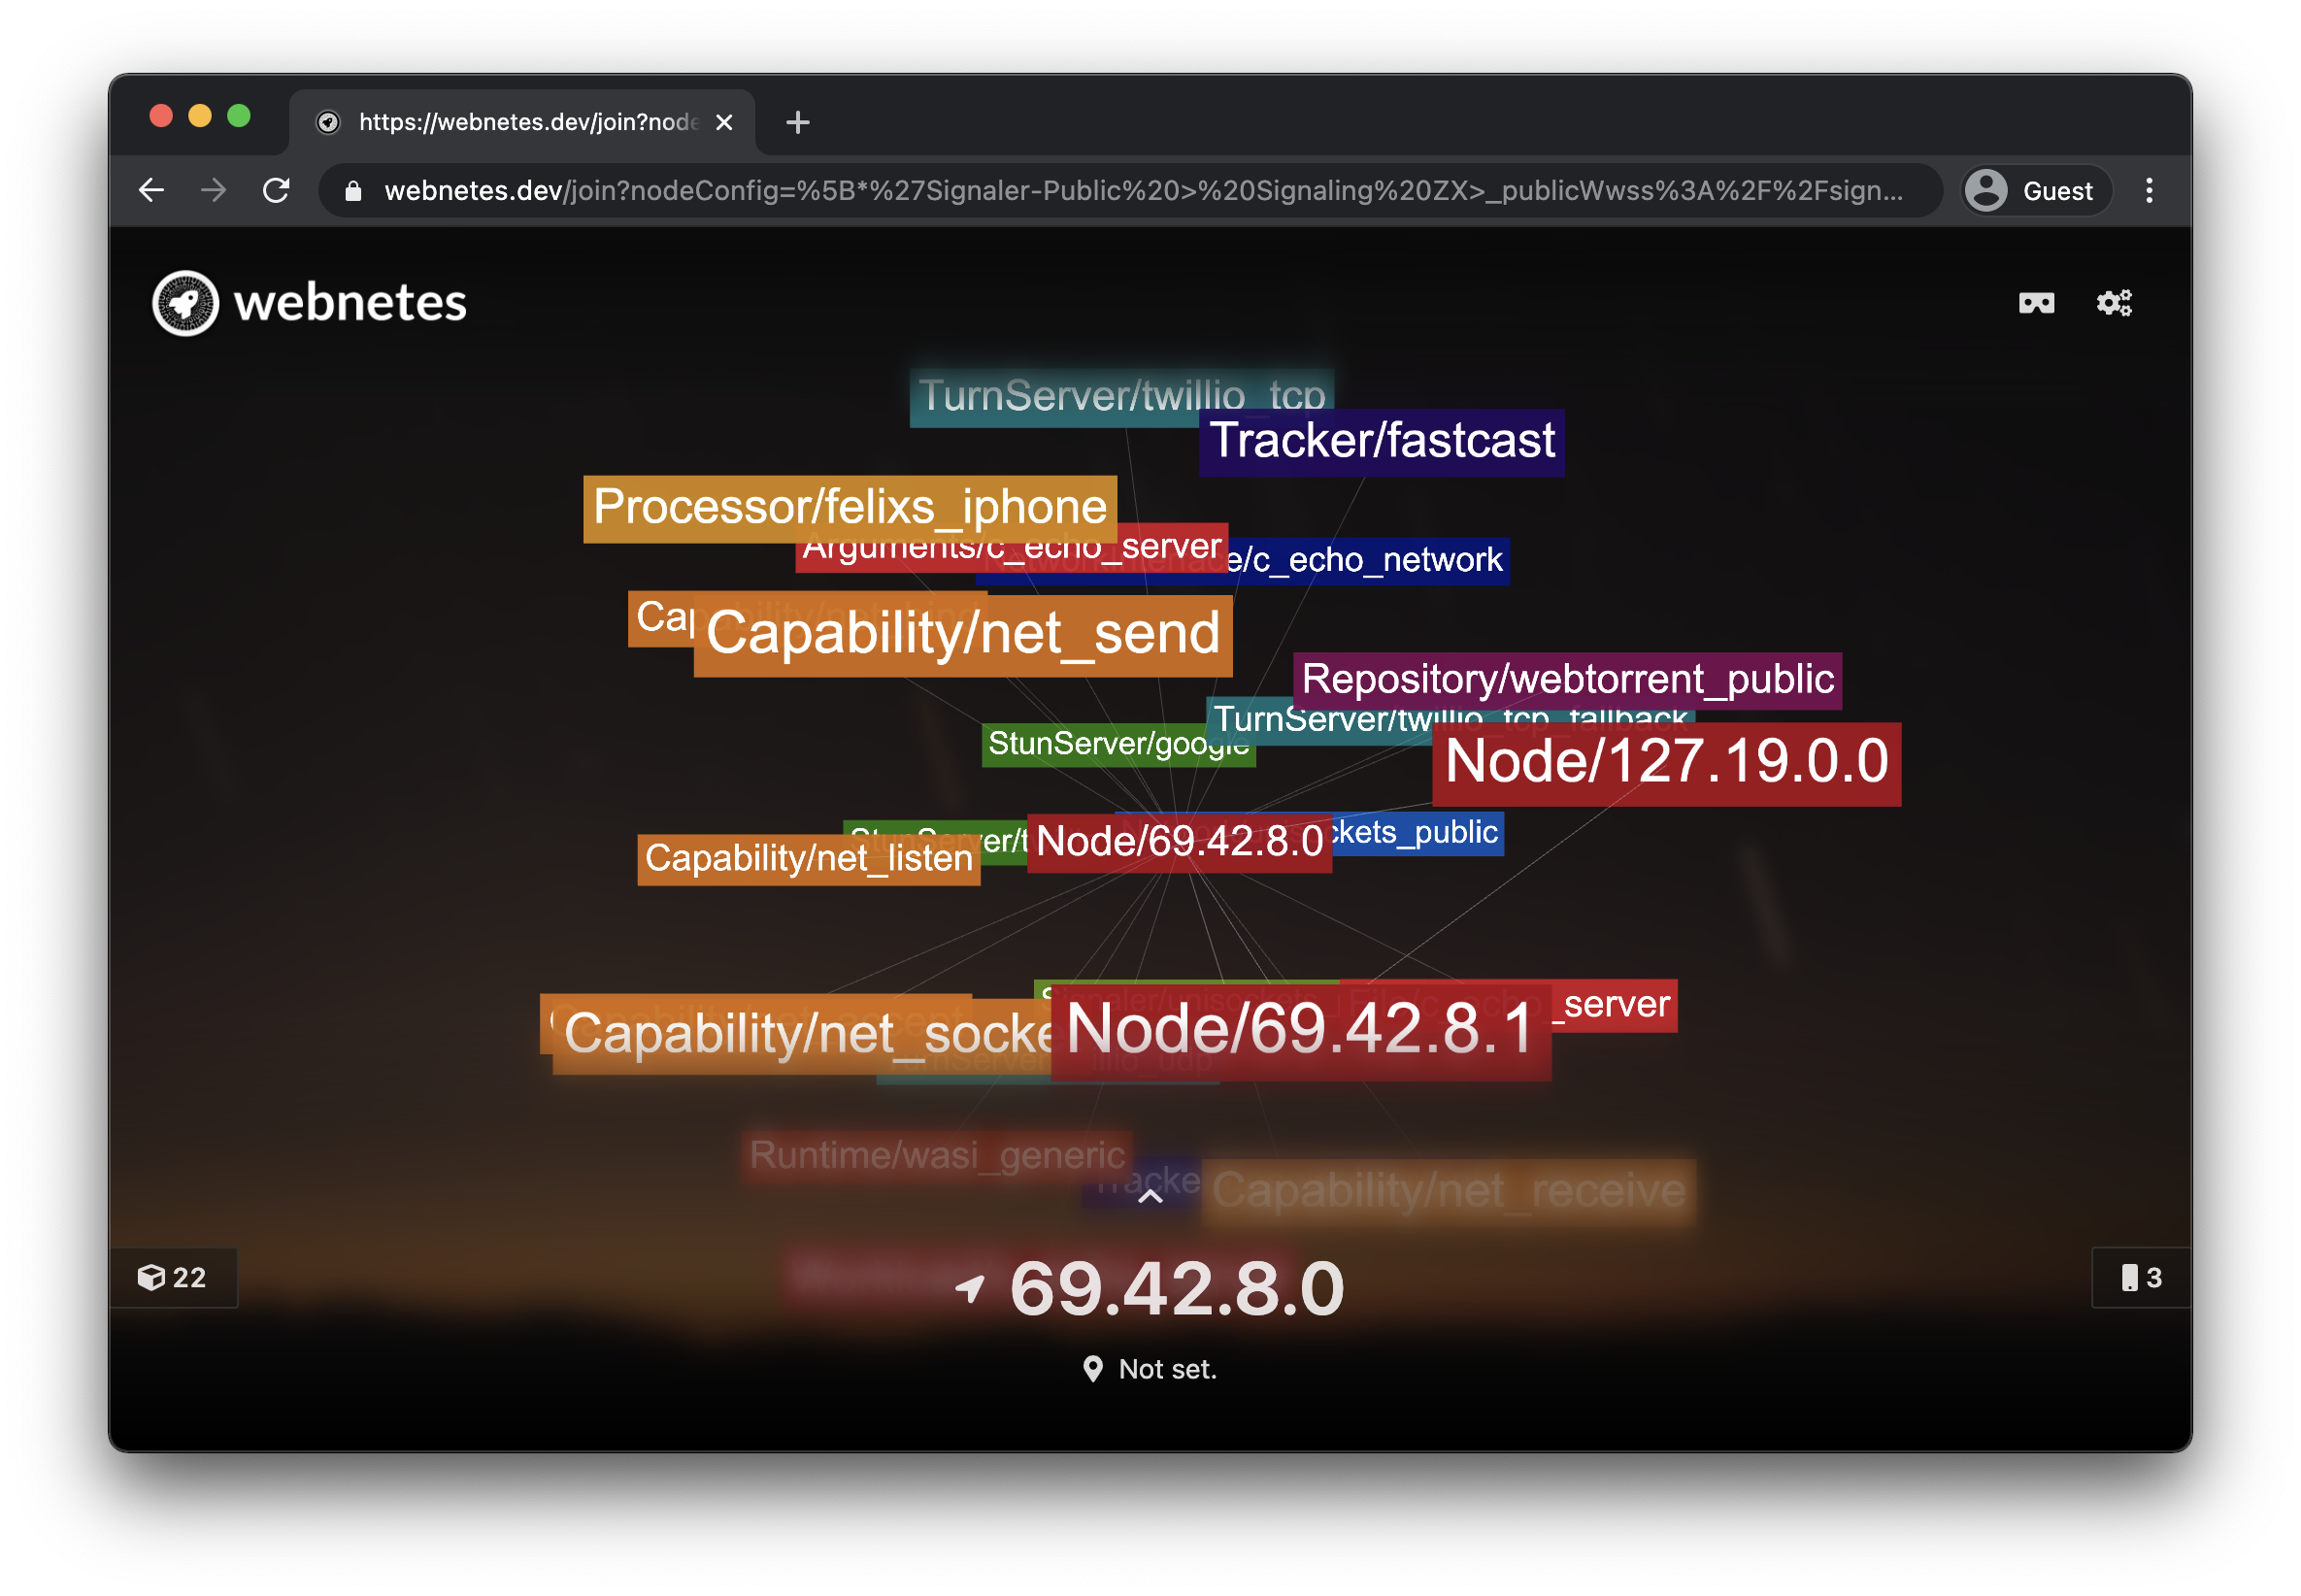 https://webnetes.dev/join?node
webnetes.dev/join?nodeConfig=%5B*%27Signaler-Public%20>%20Signaling%20ZX>_publicWwss%3A%2F%2Fsign...
Guest
webnetes
TurnServer/twillio_tcp
Tracker/fastcast
Processor/felixs_iphone
Arguments/c_echo_server
/c_echo_network
Capability/net_send
Repository/webtorrent_public
TurnServer/twillio_tcp_fallback
StunServer/google
Node/127.19.0.0
StunServer/t
Node/69.42.8.0
ckets_public
Capability/net_listen
_server
Capability/net_socke
Node/69.42.8.1
Runtime/wasi_generic
Capability/net_receive
22
69.42.8.0
3
Not set.